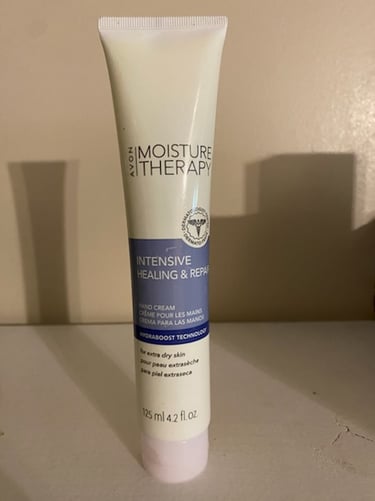 AVON
MOISTURE
THERAPY
INTENSIVE
HEALING & REPAI
HAND CREAM
CRÈME POUR LES MAINS
CREMA PARA LAS MANOS
HYDRABOOST TECHNOLOGY
for extra dry skin
pour peau extrasèche
para piel extraseca
125 ml 4.2 fl. oz.